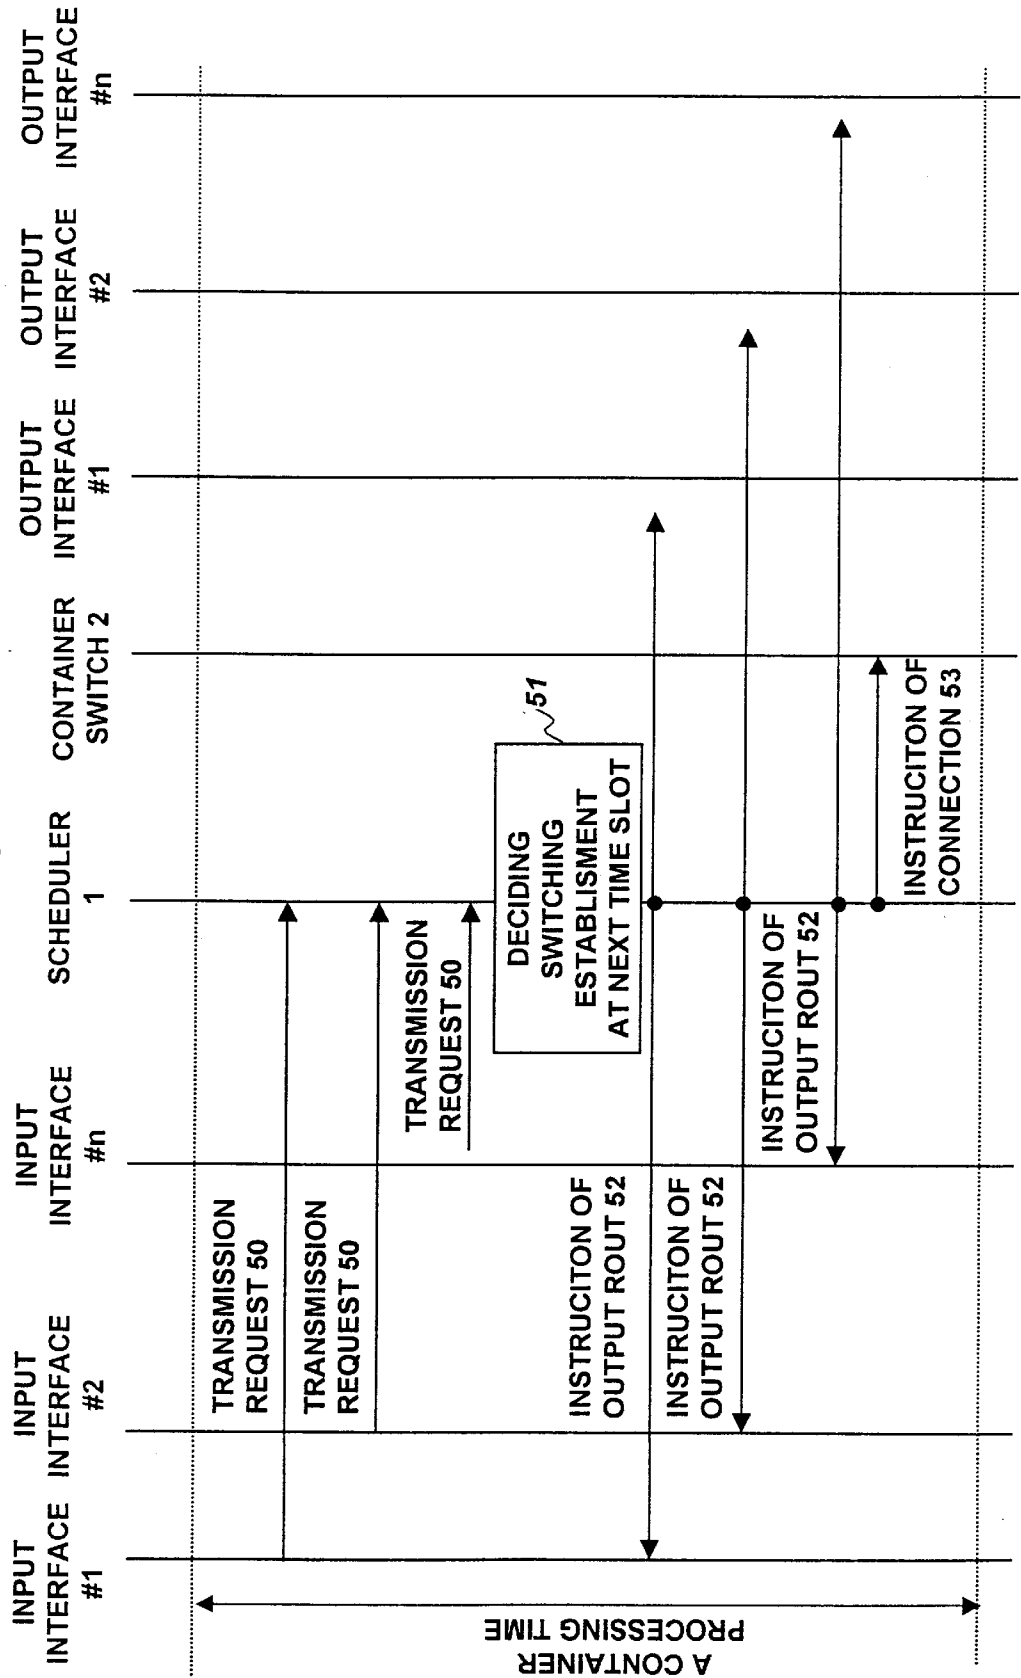 INPUT
INTERFACE
#1
INPUT
INTERFACE
#2
INPUT
INTERFACE
#n
SCHEDULER
1
CONTAINER
SWITCH 2
OUTPUT
INTERFACE
#1
OUTPUT
INTERFACE
#2
OUTPUT
INTERFACE
#n
A CONTAINER
PROCESSING TIME
TRANSMISSION
REQUEST 50
TRANSMISSION
REQUEST 50
TRANSMISSION
REQUEST 50
DECIDING
SWITCHING
ESTABLISMENT
AT NEXT TIME SLOT
51
INSTRUCITON OF
OUTPUT ROUT 52
INSTRUCITON OF
OUTPUT ROUT 52
INSTRUCITON OF
OUTPUT ROUT 52
INSTRUCITON OF
CONNECTION 53